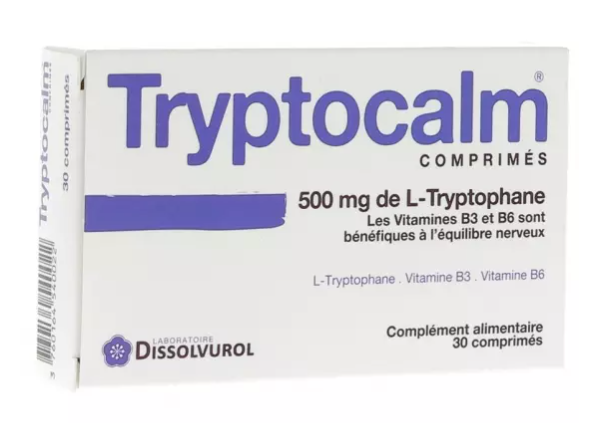 Tryptocalm®
COMPRIMÉS
500 mg de L-Tryptophane
Les Vitamines B3 et B6 sont
bénéfiques à l'équilibre nerveux
L-Tryptophane . Vitamine B3 . Vitamine B6
LABORATOIRE
DISSOLVUROL
Complément alimentaire
30 comprimés
Tryptocalm
30 comprimés